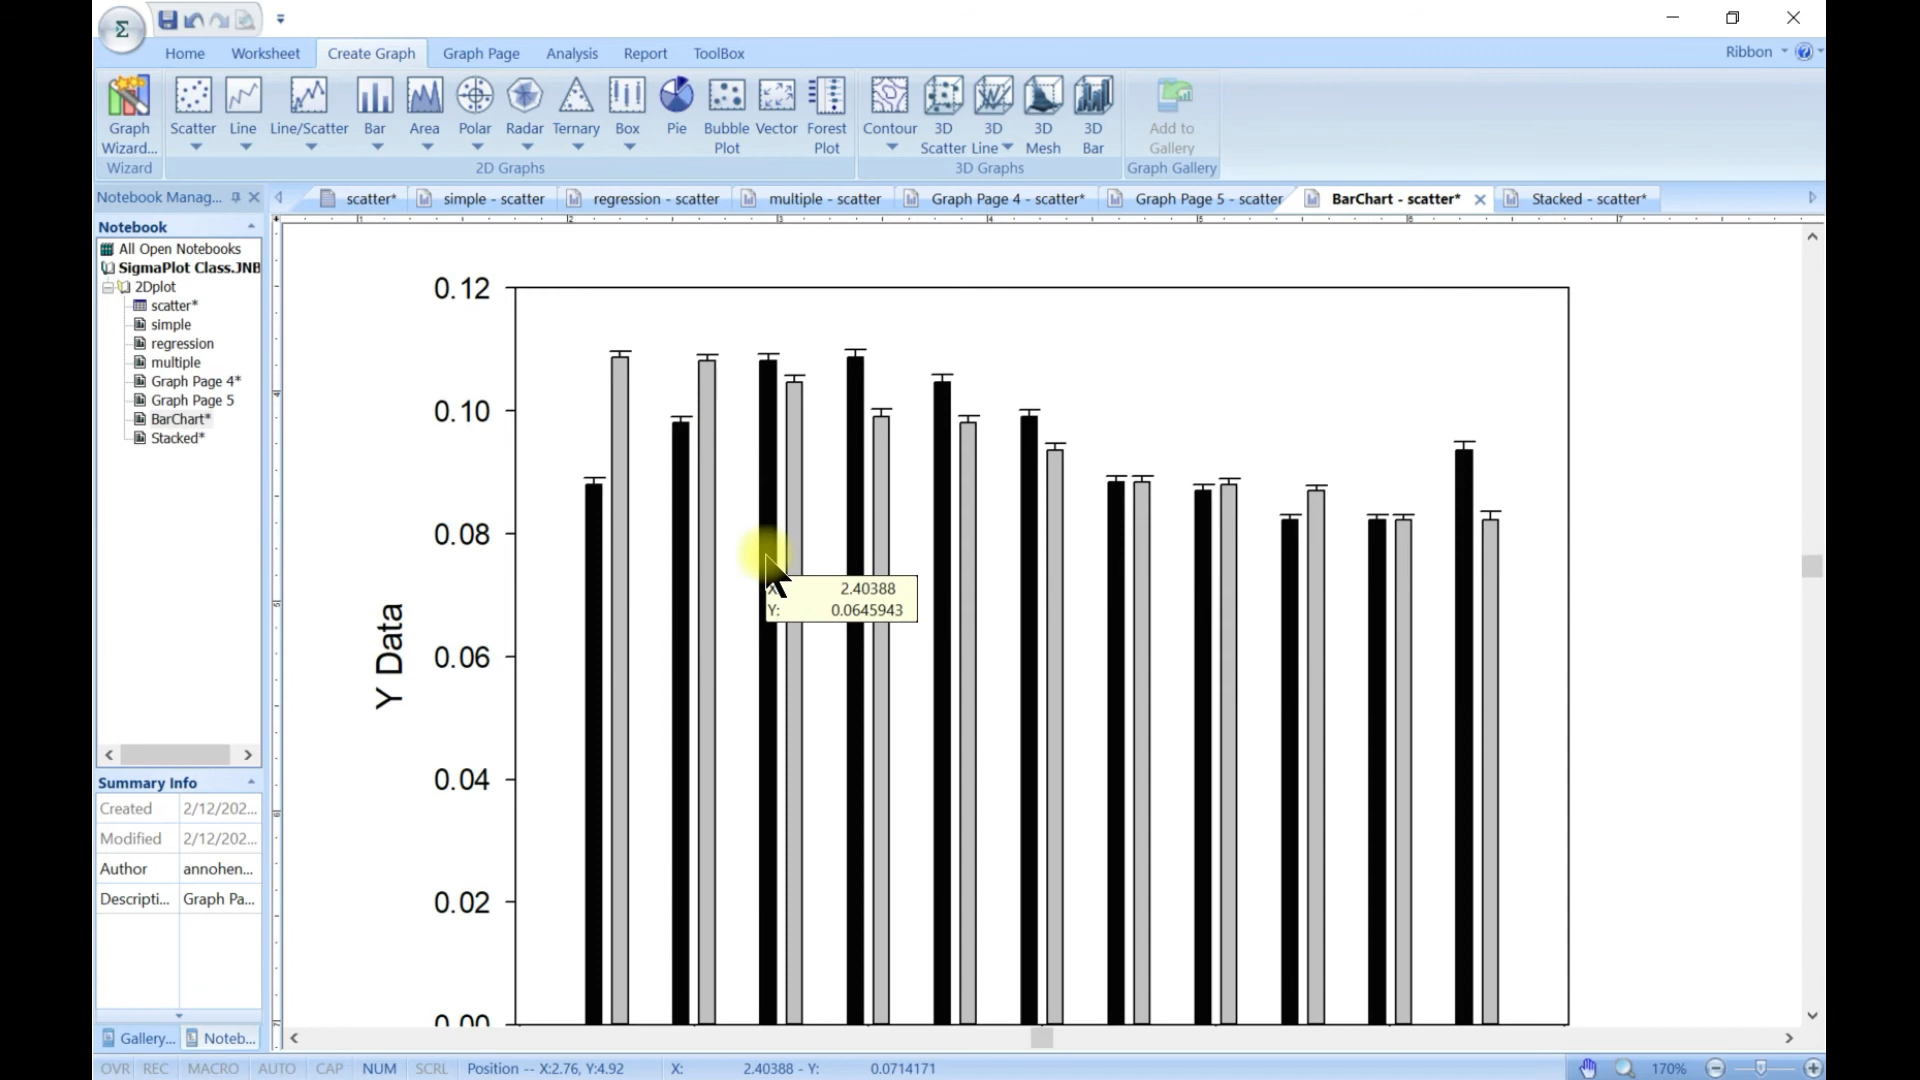 Home Worksheet Create Graph Graph Page Analysis Report ToolBox Ribbon
Graph Wizard...
Scatter
Line
Line/Scatter
Bar
Area
Polar
Radar
Ternary
Box
Pie
Bubble Plot
Vector
Forest Plot
Contour
3D Scatter
3D Line
3D Mesh
3D Bar
Add to Gallery
Wizard 2D Graphs 3D Graphs Graph Gallery
Notebook Manag...
scatter* simple - scatter regression - scatter multiple - scatter Graph Page 4 - scatter* Graph Page 5 - scatter BarChart - scatter* Stacked - scatter*
Notebook
All Open Notebooks
SigmaPlot Class.JNB
2Dplot
scatter*
simple
regression
multiple
Graph Page 4*
Graph Page 5
BarChart*
Stacked*
Summary Info
Created 2/12/202...
Modified 2/12/202...
Author annohen...
Descripti... Graph Pa...
Gallery... Noteb...
0.12
0.10
0.08
0.06
0.04
0.02
0.00
Y Data
X: 2.40388
Y: 0.0645943
OVR REC MACRO AUTO CAP NUM SCRL Position -- X:2.76, Y:4.92 X: 2.40388 - Y: 0.0714171 170%